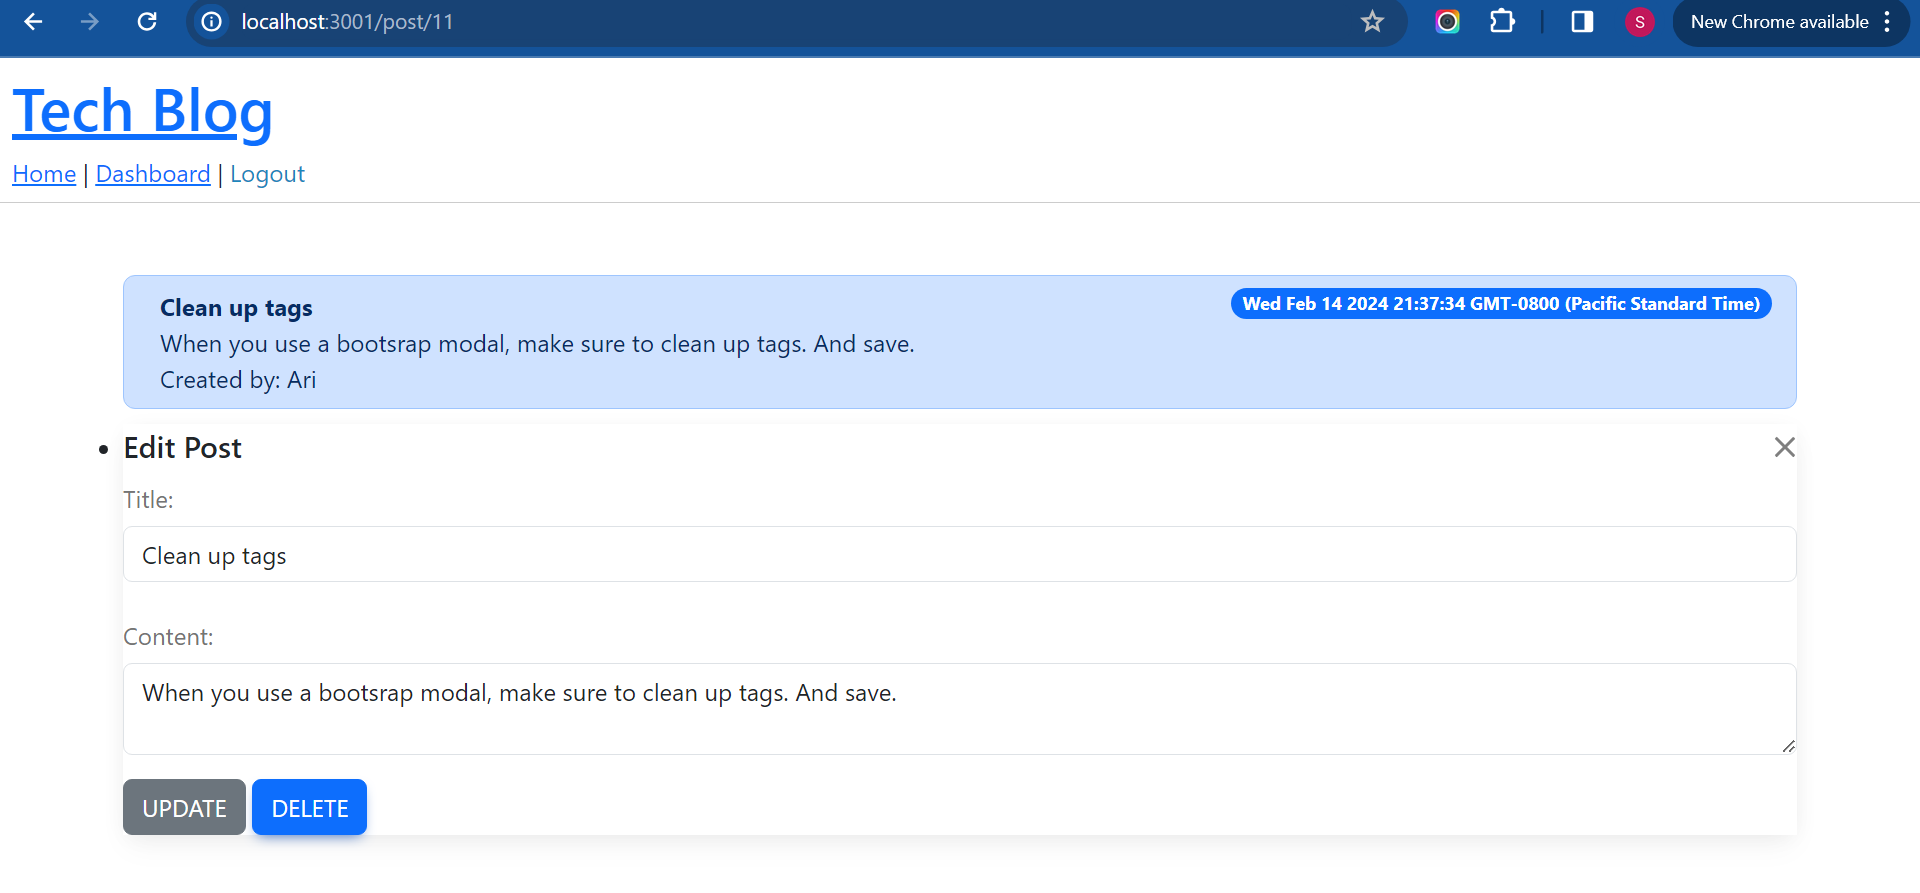 localhost:3001/post/11
S
New Chrome available
Tech Blog
Home | Dashboard | Logout
Clean up tags
Wed Feb 14 2024 21:37:34 GMT-0800 (Pacific Standard Time)
When you use a bootsrap modal, make sure to clean up tags. And save.
Created by: Ari
Edit Post
Title:
Clean up tags
Content:
When you use a bootsrap modal, make sure to clean up tags. And save.
UPDATE DELETE